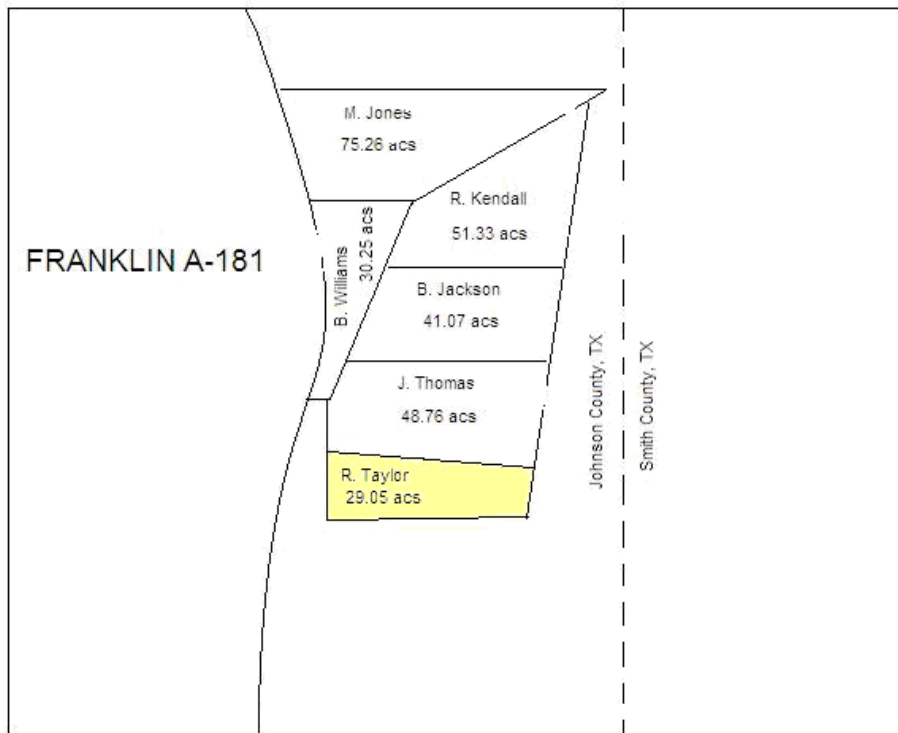 M. Jones
75.26 acs
R. Kendall
51.33 acs
FRANKLIN A-181
B. Williams
30.25 acs
B. Jackson
41.07 acs
J. Thomas
48.76 acs
R. Taylor
29.05 acs
Johnson County, TX
Smith County, TX